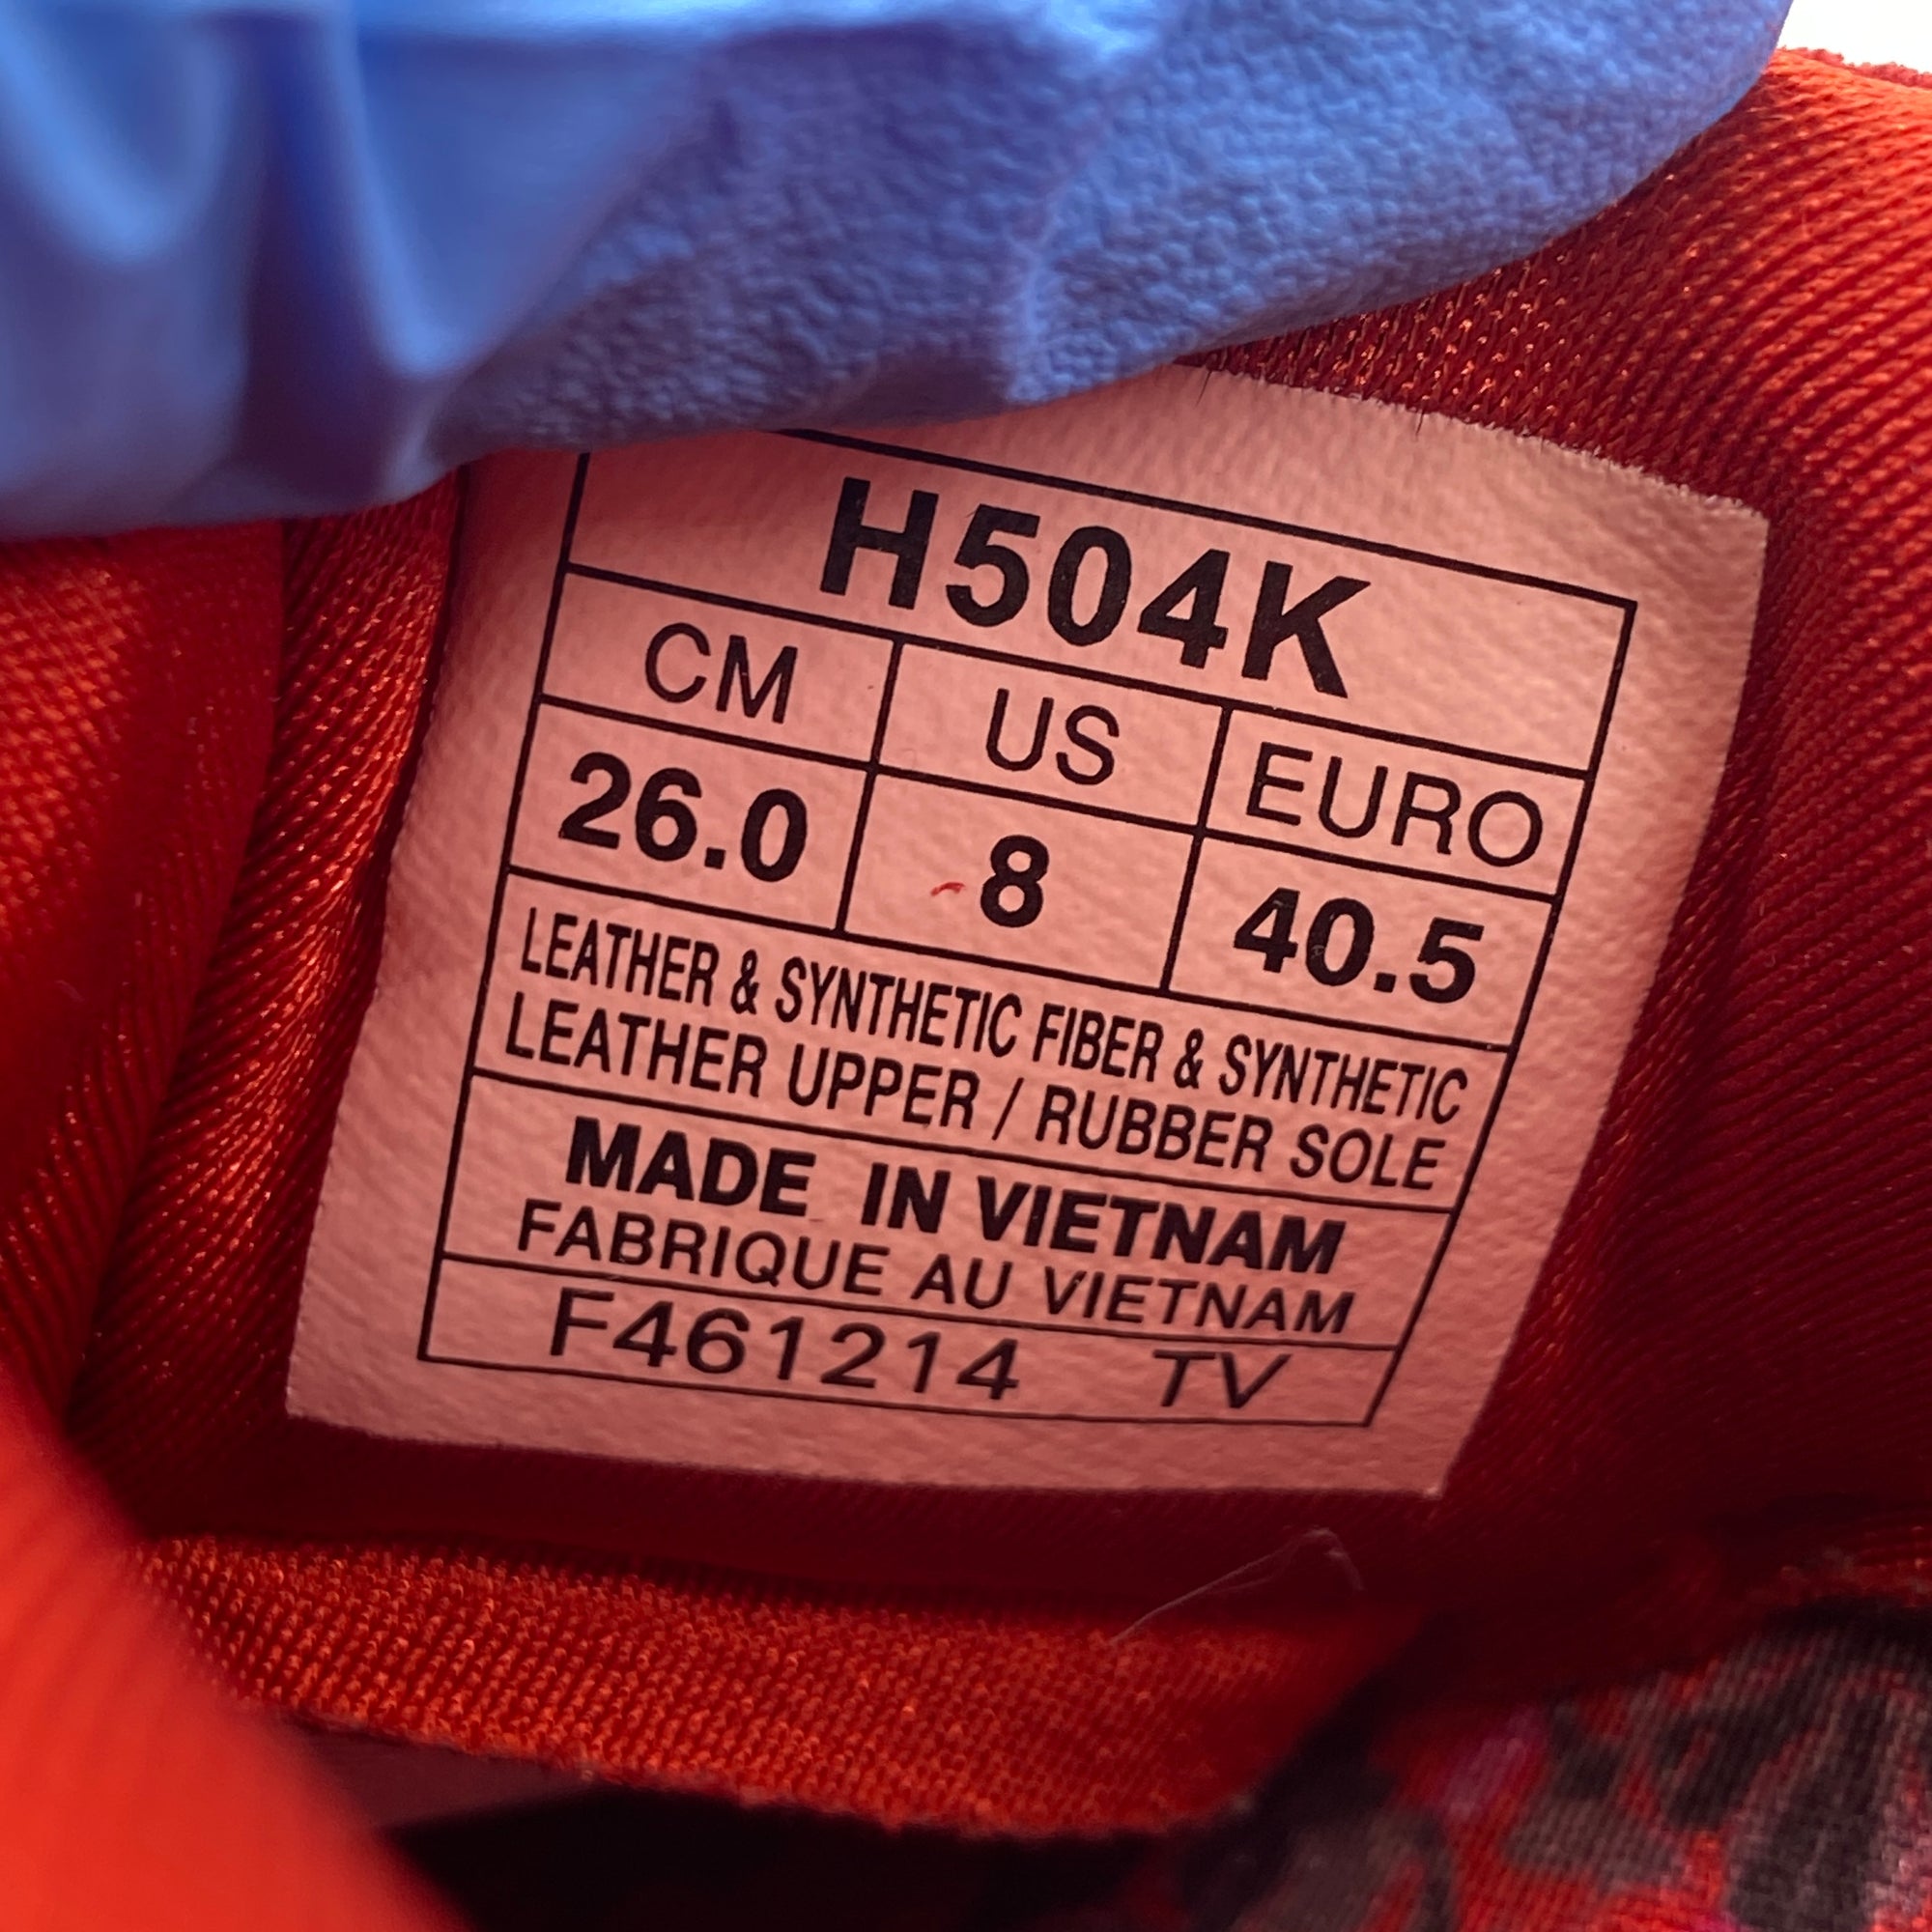 H504K
CM US EURO
26.0 8 40.5
LEATHER & SYNTHETIC FIBER & SYNTHETIC
LEATHER UPPER / RUBBER SOLE
MADE IN VIETNAM
FABRIQUE AU VIETNAM
F461214 TV